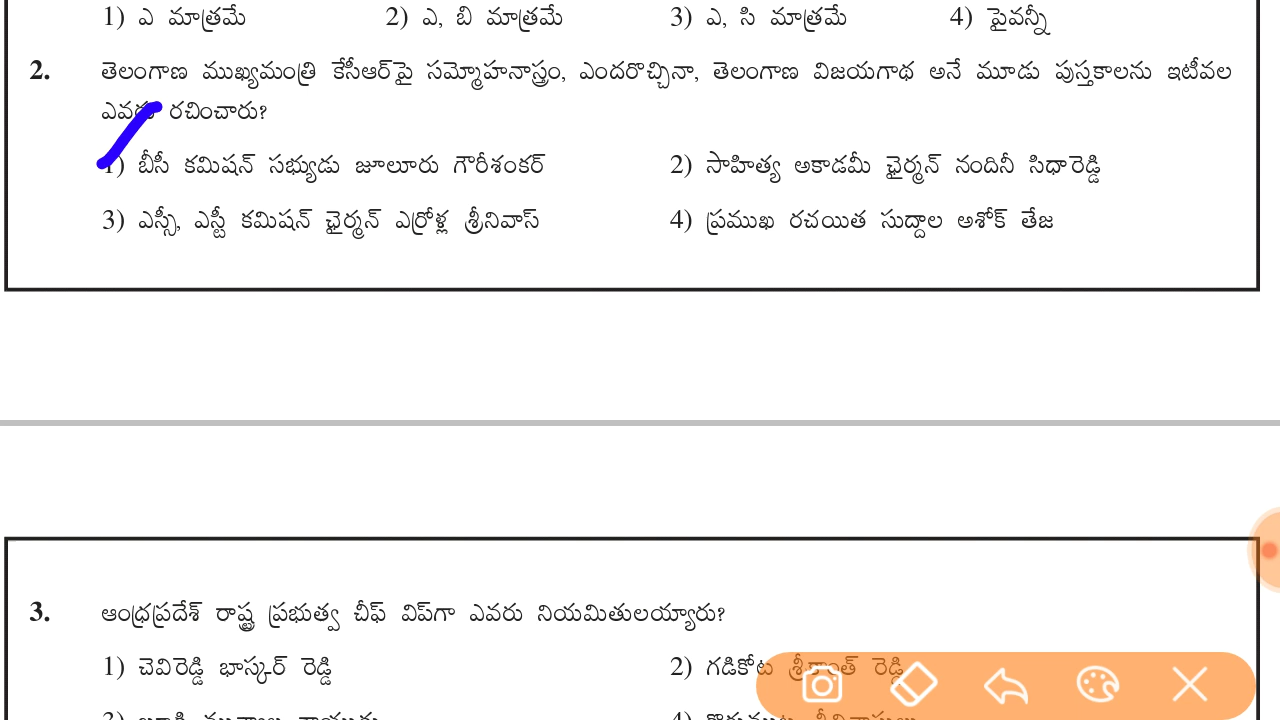 1) ఎ మాత్రమే 2) ఎ, బి మాత్రమే 3) ఎ, సి మాత్రమే 4) పైవన్నీ
2. తెలంగాణ ముఖ్యమంత్రి కేసీఆర్‌పై సమ్మోహనాస్త్రం, ఎందరొచ్చినా, తెలంగాణ విజయగాథ అనే మూడు పుస్తకాలను ఇటీవల
ఎవరు రచించారు?
1) బీసీ కమిషన్ సభ్యుడు జూలూరు గౌరీశంకర్ 2) సాహిత్య అకాడమీ ఛైర్మన్ నందినీ సిధారెడ్డి
3) ఎస్సీ, ఎస్టీ కమిషన్ ఛైర్మన్ ఎర్రోళ్ల శ్రీనివాస్ 4) ప్రముఖ రచయిత సుద్దాల అశోక్ తేజ
3. ఆంధ్రప్రదేశ్ రాష్ట్ర ప్రభుత్వ చీఫ్ విప్‌గా ఎవరు నియమితులయ్యారు?
1) చెవిరెడ్డి భాస్కర్ రెడ్డి 2) గడికోట శ్రీకాంత్ రెడ్డి